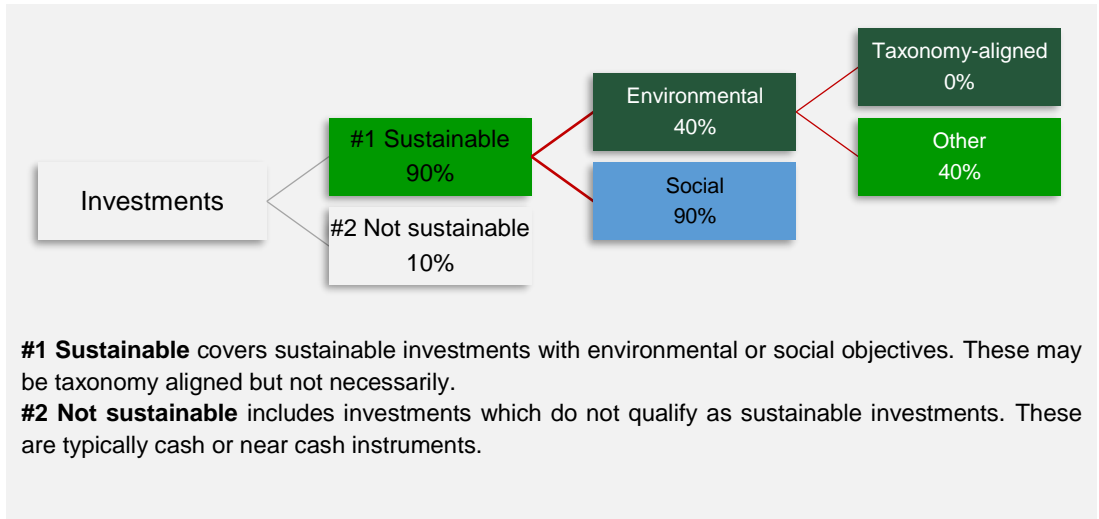 Investments
#1 Sustainable
90%
#2 Not sustainable
10%
Environmental
40%
Social
90%
Taxonomy-aligned
0%
Other
40%
#1 Sustainable covers sustainable investments with environmental or social objectives. These may
be taxonomy aligned but not necessarily.
#2 Not sustainable includes investments which do not qualify as sustainable investments. These
are typically cash or near cash instruments.